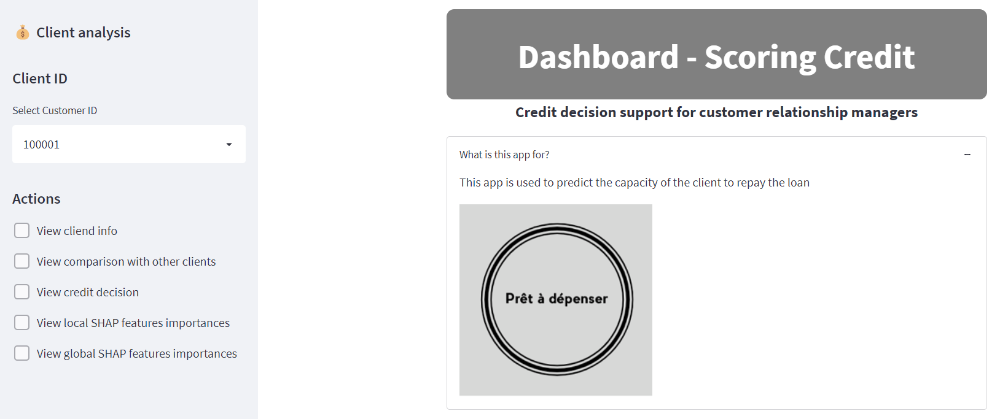 Client analysis
Client ID
Select Customer ID
100001
Actions
View cliend info
View comparison with other clients
View credit decision
View local SHAP features importances
View global SHAP features importances
Dashboard - Scoring Credit
Credit decision support for customer relationship managers
What is this app for?
This app is used to predict the capacity of the client to repay the loan
Prêt à dépenser